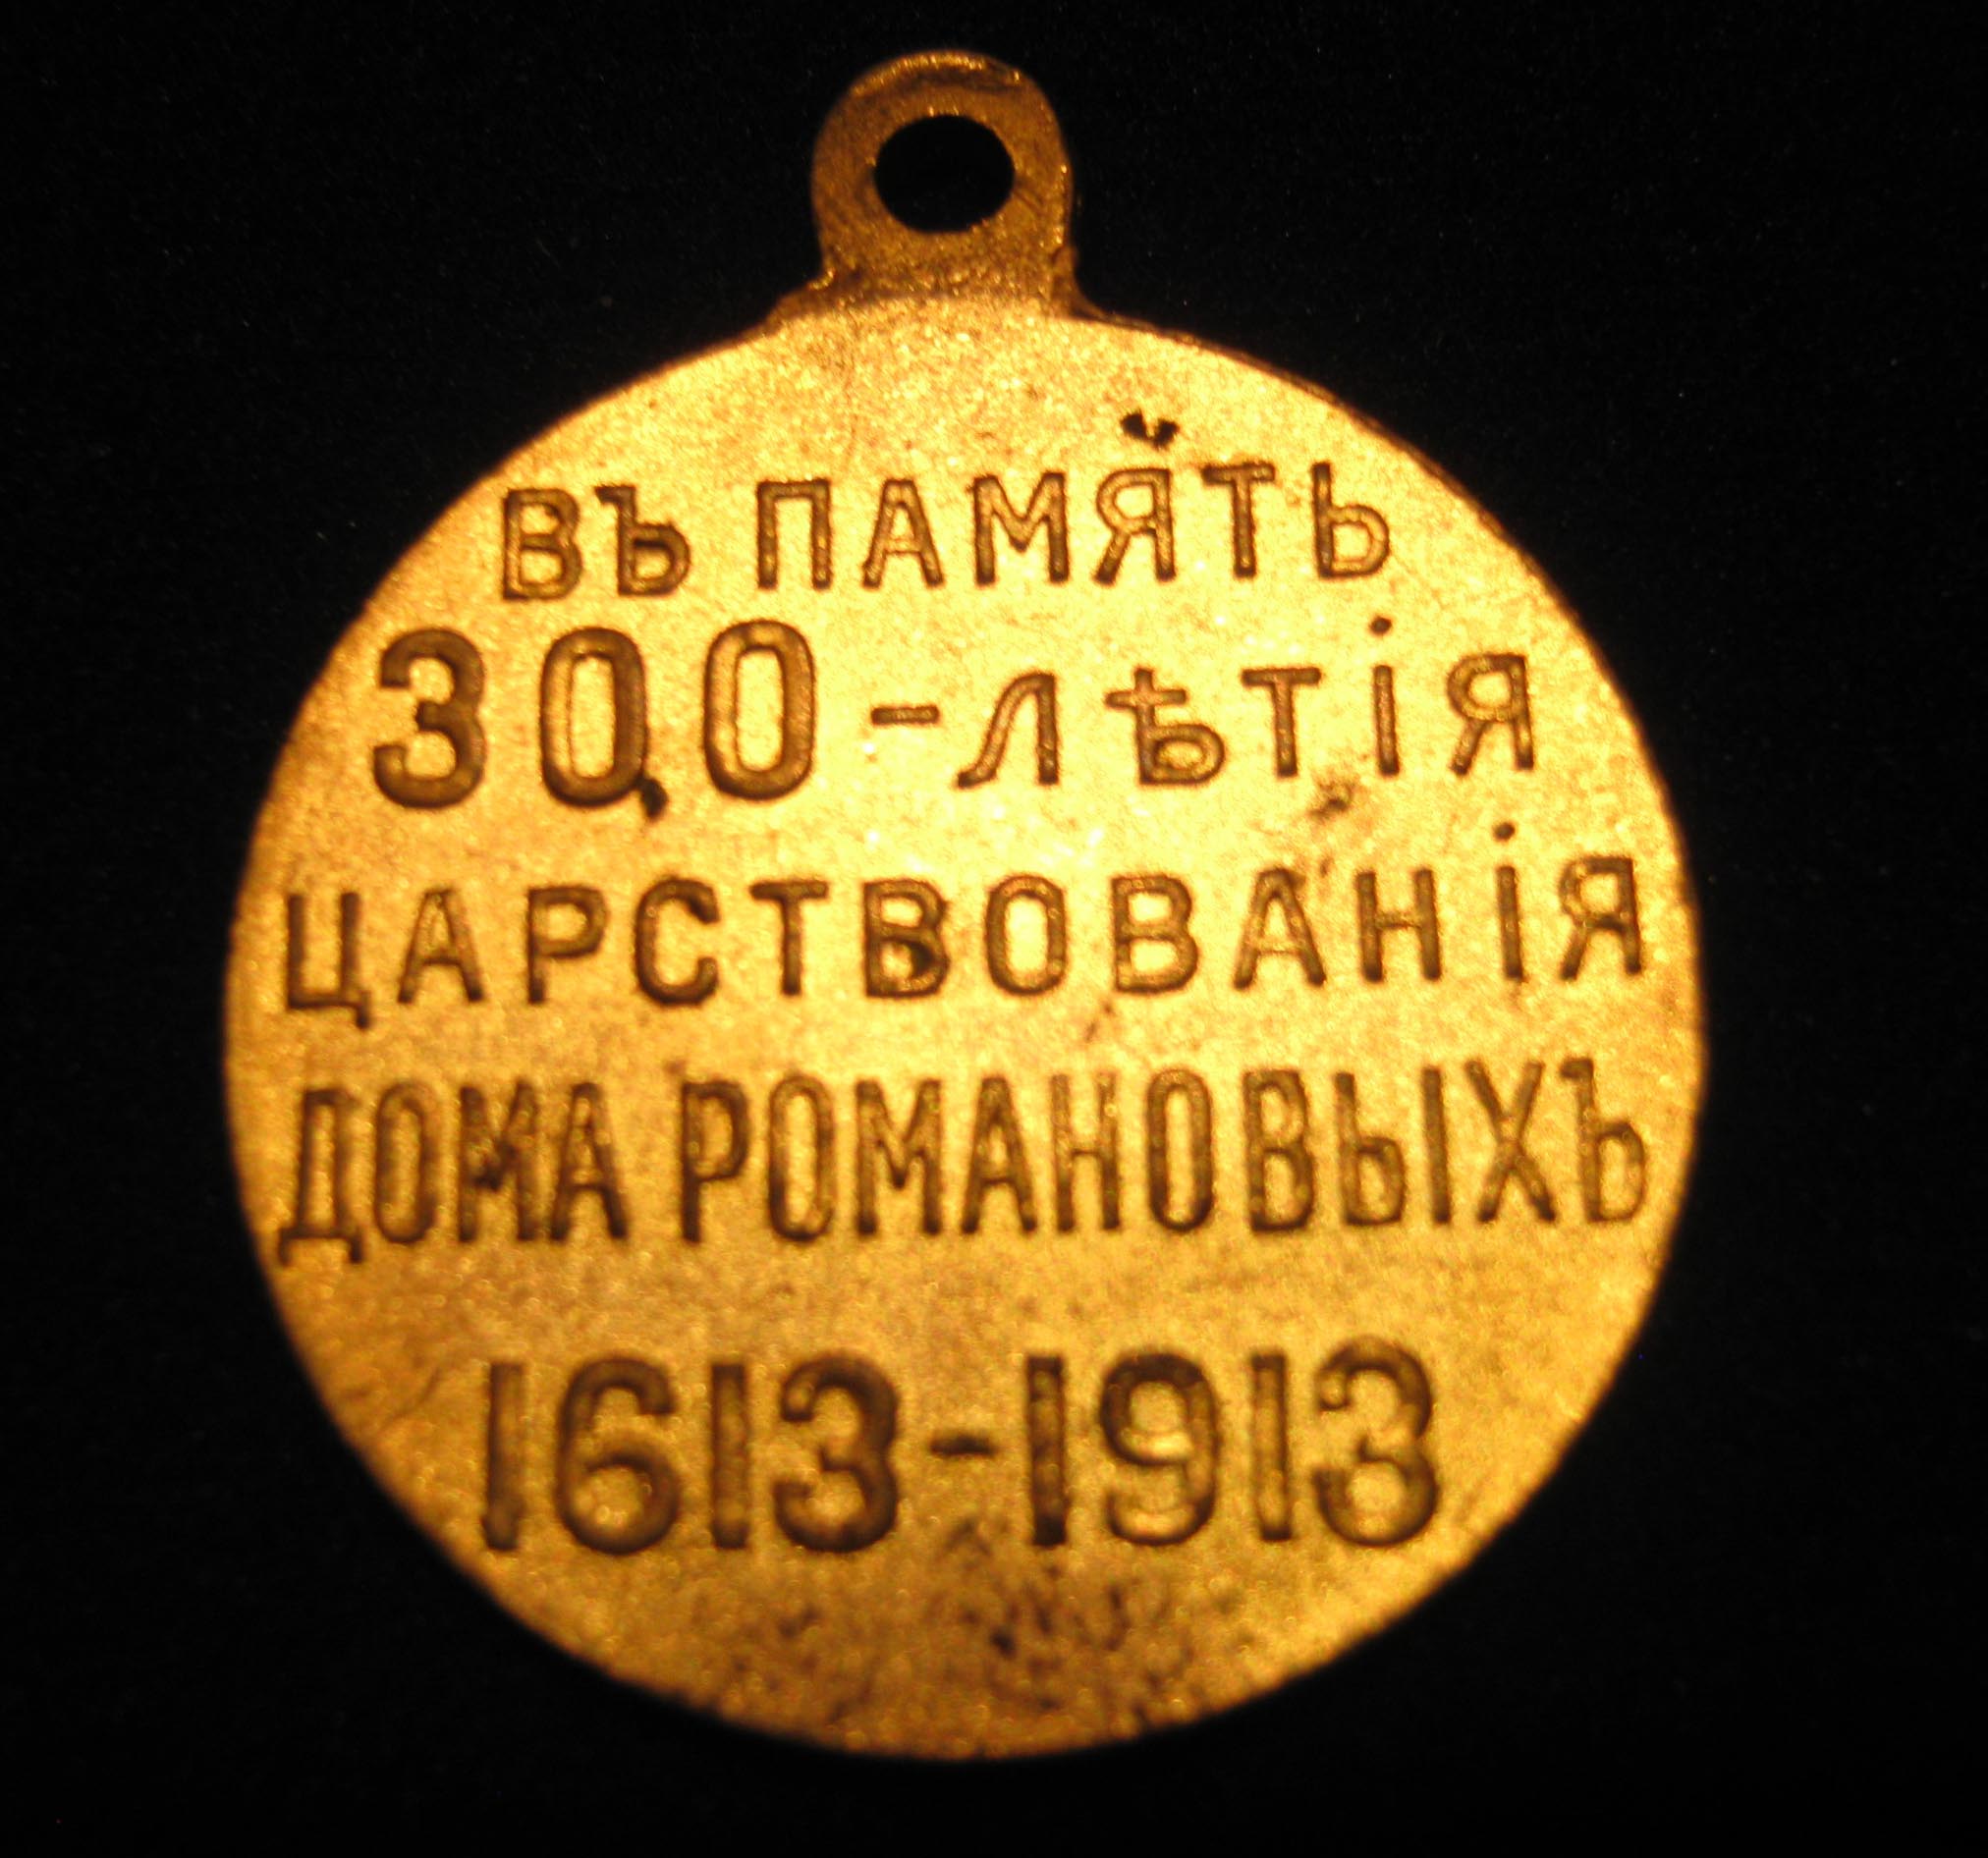 ВЪ ПАМЯТЬ
300-лѣтія
ЦАРСТВОВАНІЯ
ДОМА РОМАНОВЫХЪ
1613-1913